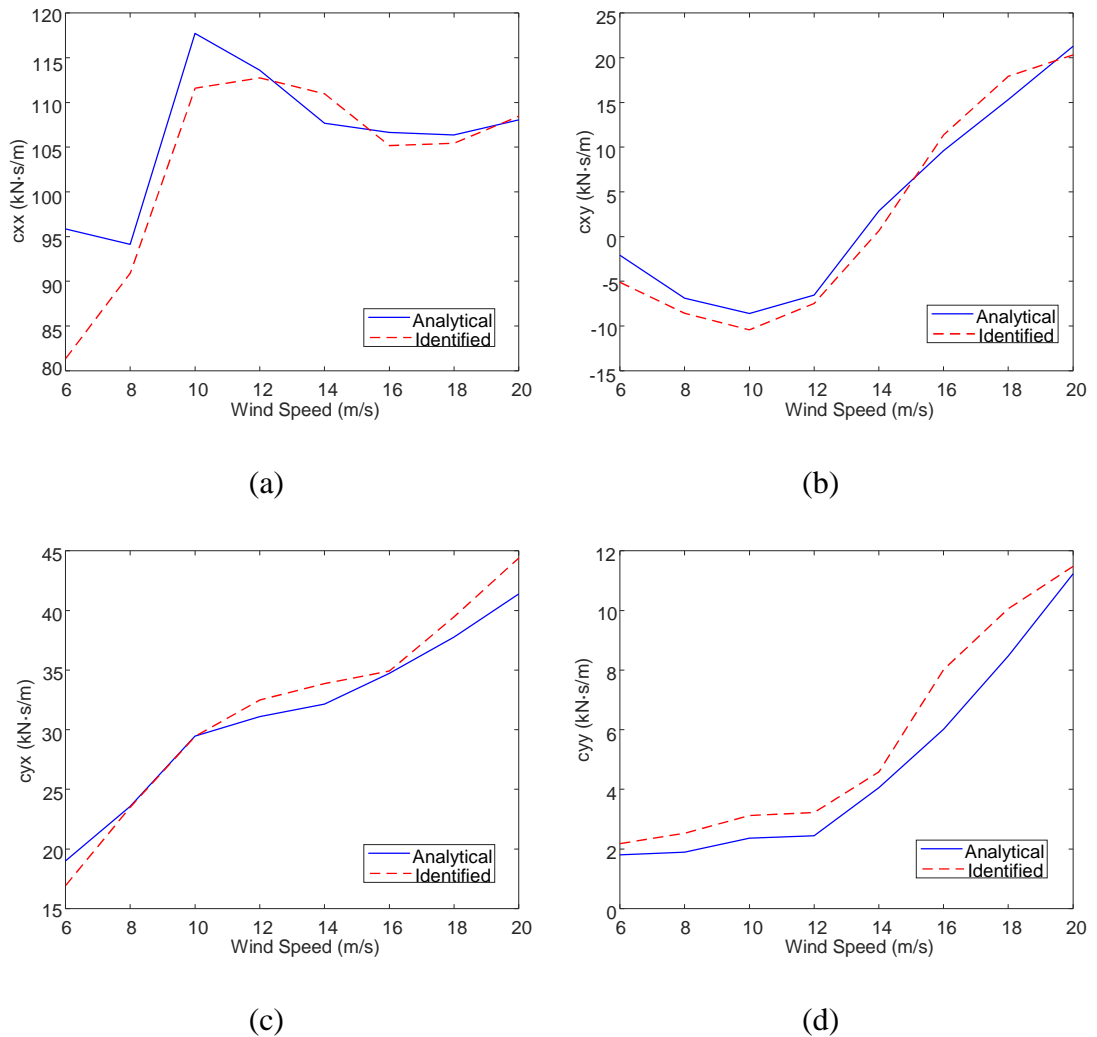 120
115
110
105
100
95
90
85
80
cxx (kN·s/m)
Analytical
Identified
6 8 10 12 14 16 18 20
Wind Speed (m/s)
(a)
25
20
15
10
5
0
-5
-10
-15
cxy (kN·s/m)
Analytical
Identified
6 8 10 12 14 16 18 20
Wind Speed (m/s)
(b)
45
40
35
30
25
20
15
cyx (kN·s/m)
Analytical
Identified
6 8 10 12 14 16 18 20
Wind Speed (m/s)
(c)
12
10
8
6
4
2
0
cyy (kN·s/m)
Analytical
Identified
6 8 10 12 14 16 18 20
Wind Speed (m/s)
(d)